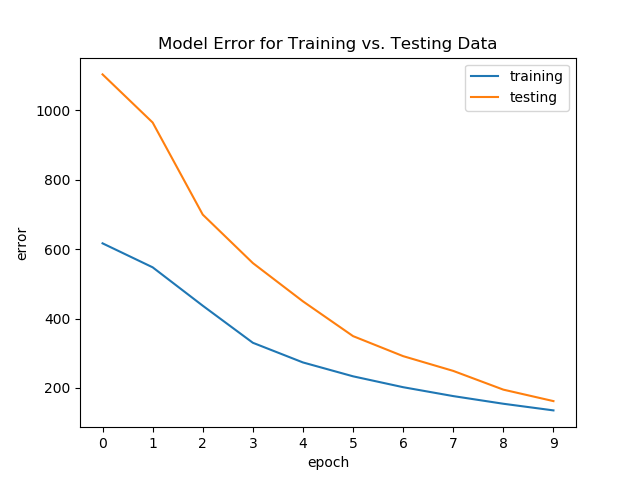 Model Error for Training vs. Testing Data
training
testing
1000
800
600
400
200
error
0 1 2 3 4 5 6 7 8 9
epoch